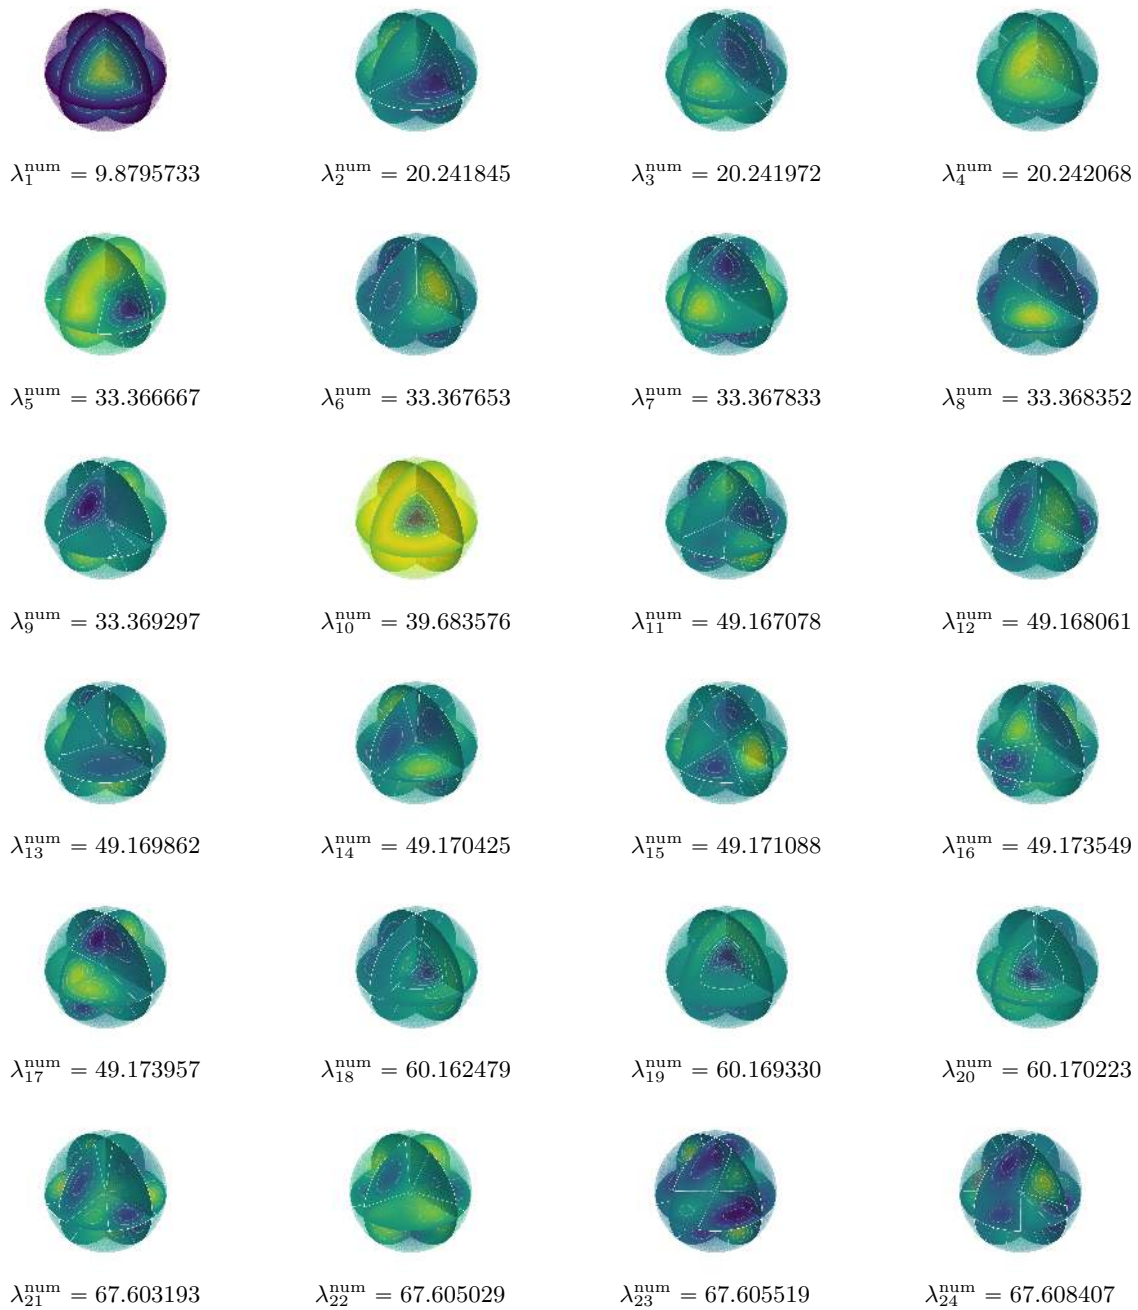 λ₁ⁿᵘᵐ = 9.8795733 λ₂ⁿᵘᵐ = 20.241845 λ₃ⁿᵘᵐ = 20.241972 λ₄ⁿᵘᵐ = 20.242068
λ₅ⁿᵘᵐ = 33.366667 λ₆ⁿᵘᵐ = 33.367653 λ₇ⁿᵘᵐ = 33.367833 λ₈ⁿᵘᵐ = 33.368352
λ₉ⁿᵘᵐ = 33.369297 λ₁₀ⁿᵘᵐ = 39.683576 λ₁₁ⁿᵘᵐ = 49.167078 λ₁₂ⁿᵘᵐ = 49.168061
λ₁₃ⁿᵘᵐ = 49.169862 λ₁₄ⁿᵘᵐ = 49.170425 λ₁₅ⁿᵘᵐ = 49.171088 λ₁₆ⁿᵘᵐ = 49.173549
λ₁₇ⁿᵘᵐ = 49.173957 λ₁₈ⁿᵘᵐ = 60.162479 λ₁₉ⁿᵘᵐ = 60.169330 λ₂₀ⁿᵘᵐ = 60.170223
λ₂₁ⁿᵘᵐ = 67.603193 λ₂₂ⁿᵘᵐ = 67.605029 λ₂₃ⁿᵘᵐ = 67.605519 λ₂₄ⁿᵘᵐ = 67.608407